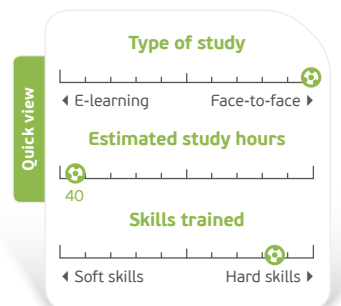 Quick view
Type of study
E-learning Face-to-face
Estimated study hours
40
Skills trained
Soft skills Hard skills